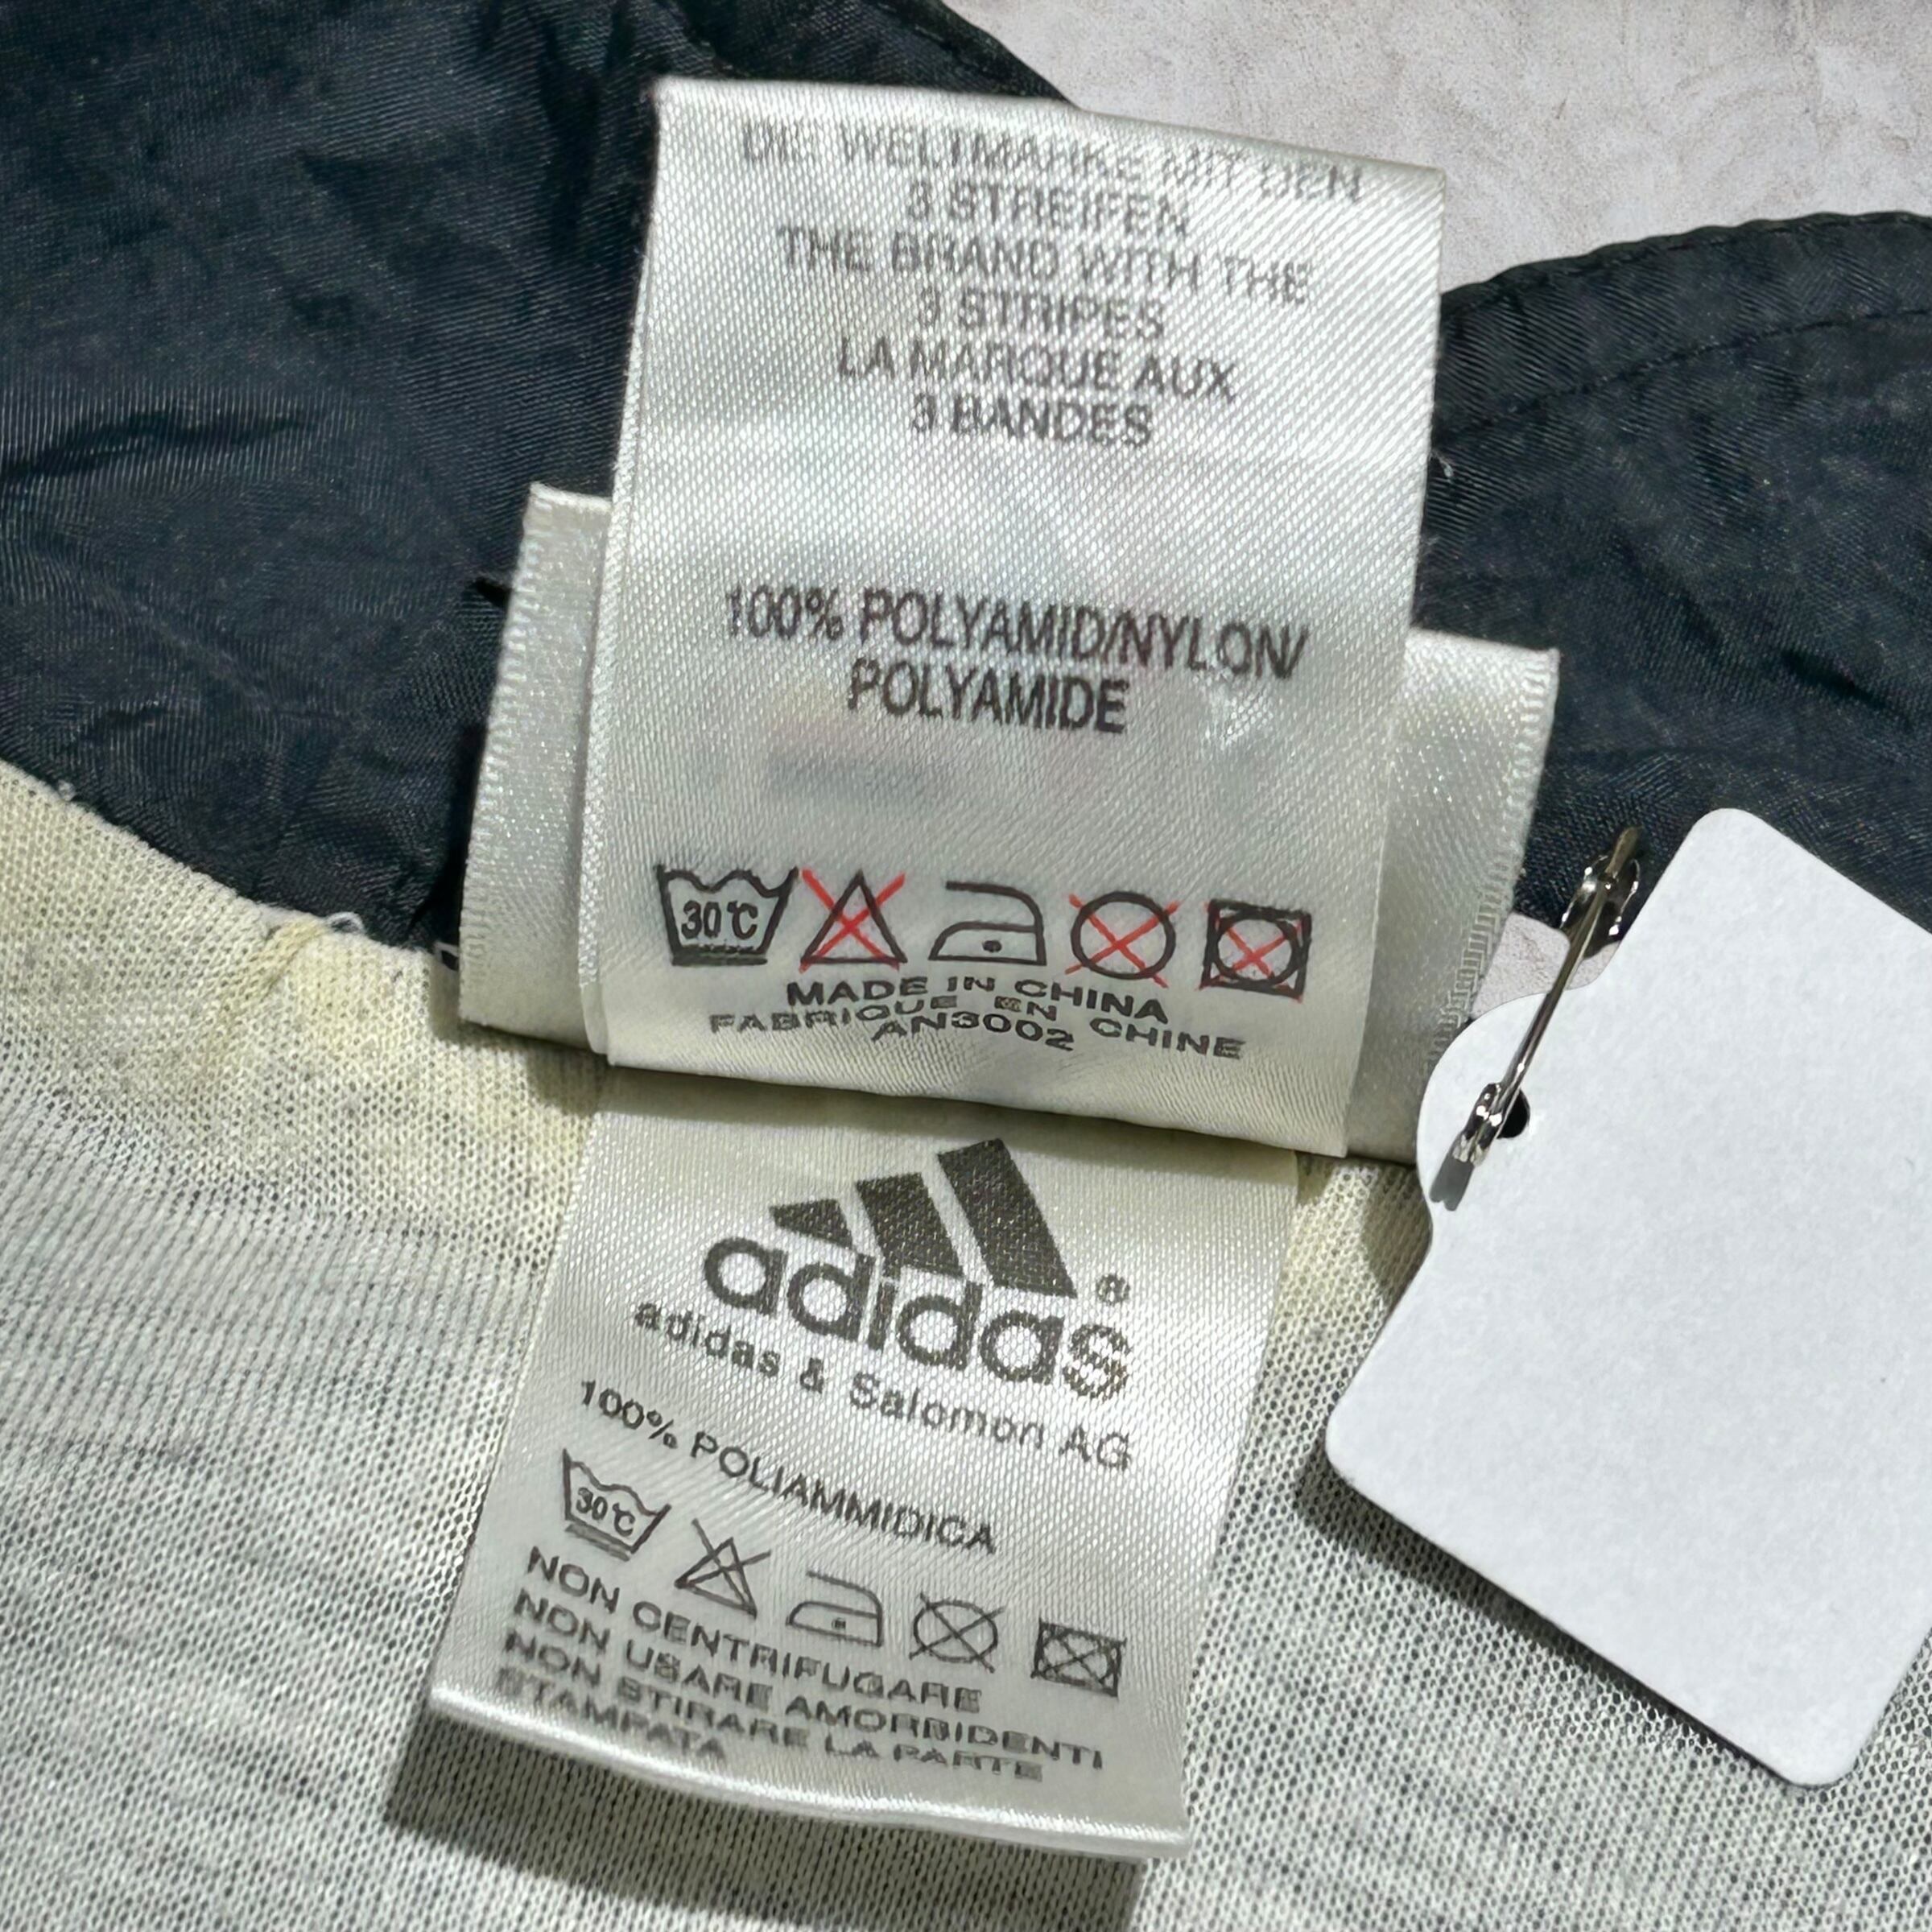 DIE WELTMARKE MIT DEN
3 STREIFEN
THE BRAND WITH THE
3 STRIPES
LA MARQUE AUX
3 BANDES
100% POLYAMID/NYLON/
POLYAMIDE
30°C
MADE IN CHINA
FABRIQUE EN CHINE
AN3002
adidas®
adidas & Salomon AG
100% POLIAMMIDICA
30°C
NON CENTRIFUGARE
NON USARE AMORBIDENTI
NON STIRARE LA PARTE
STAMPATA